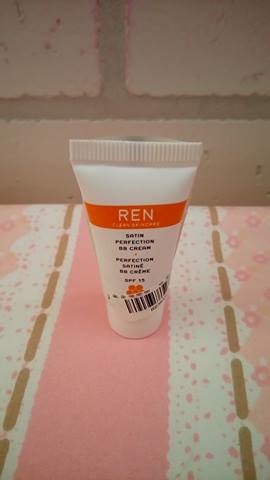 REN
CLEAN SKINCARE
SATIN
PERFECTION
BB CREAM
PERFECTION
SATINÉ
BB CRÈME
SPF 15